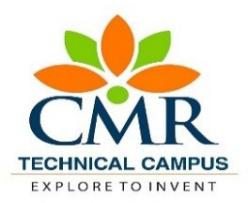 CMR
TECHNICAL CAMPUS
EXPLORE TO INVENT